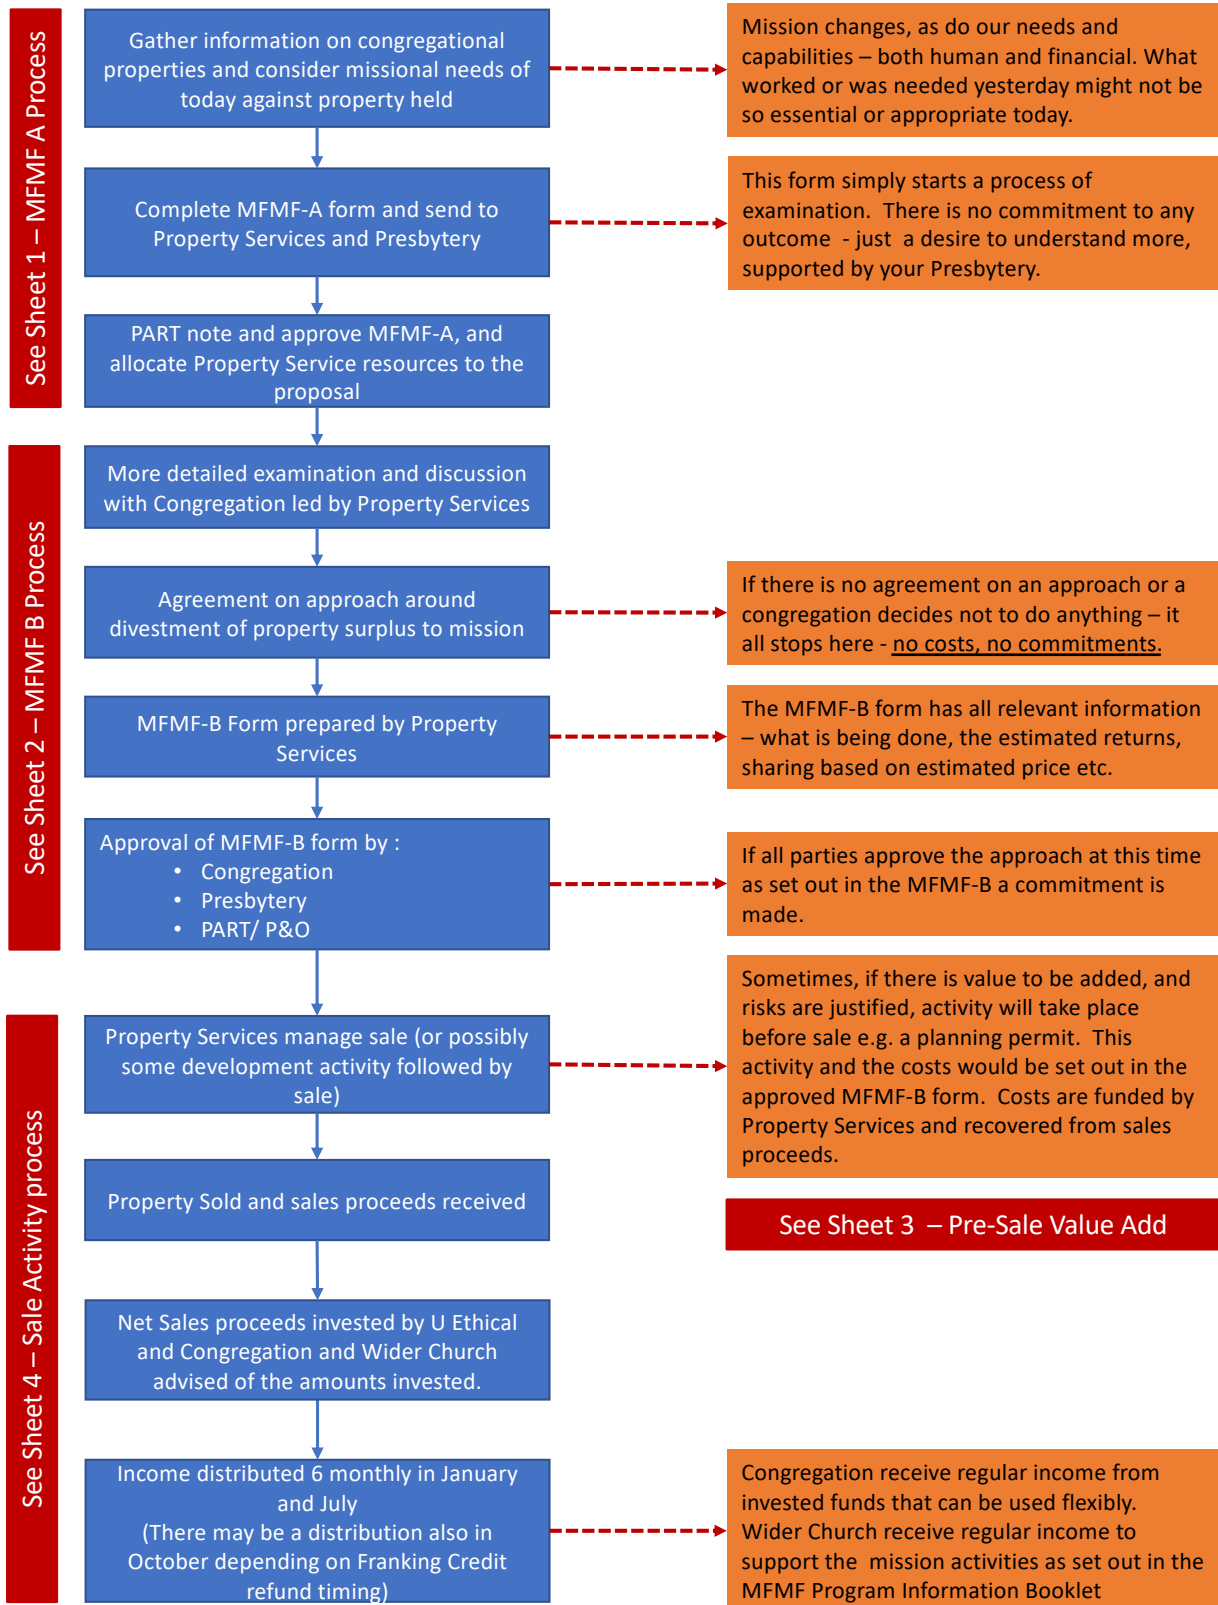 See Sheet 1 – MFMF A Process
Gather information on congregational
properties and consider missional needs of
today against property held
Mission changes, as do our needs and
capabilities – both human and financial. What
worked or was needed yesterday might not be
so essential or appropriate today.
Complete MFMF-A form and send to
Property Services and Presbytery
This form simply starts a process of
examination.  There is no commitment to any
outcome  - just  a desire to understand more,
supported by your Presbytery.
PART note and approve MFMF-A, and
allocate Property Service resources to the
proposal
See Sheet 2 – MFMF B Process
More detailed examination and discussion
with Congregation led by Property Services
Agreement on approach around
divestment of property surplus to mission
If there is no agreement on an approach or a
congregation decides not to do anything – it
all stops here - no costs, no commitments.
MFMF-B Form prepared by Property
Services
The MFMF-B form has all relevant information
– what is being done, the estimated returns,
sharing based on estimated price etc.
Approval of MFMF-B form by :
• Congregation
• Presbytery
• PART/ P&O
If all parties approve the approach at this time
as set out in the MFMF-B a commitment is
made.
See Sheet 4 – Sale Activity process
Property Services manage sale (or possibly
some development activity followed by
sale)
Sometimes, if there is value to be added, and
risks are justified, activity will take place
before sale e.g. a planning permit.  This
activity and the costs would be set out in the
approved MFMF-B form.  Costs are funded by
Property Services and recovered from sales
proceeds.
Property Sold and sales proceeds received
See Sheet 3  – Pre-Sale Value Add
Net Sales proceeds invested by U Ethical
and Congregation and Wider Church
advised of the amounts invested.
Income distributed 6 monthly in January
and July
(There may be a distribution also in
October depending on Franking Credit
refund timing)
Congregation receive regular income from
invested funds that can be used flexibly.
Wider Church receive regular income to
support the  mission activities as set out in the
MFMF Program Information Booklet